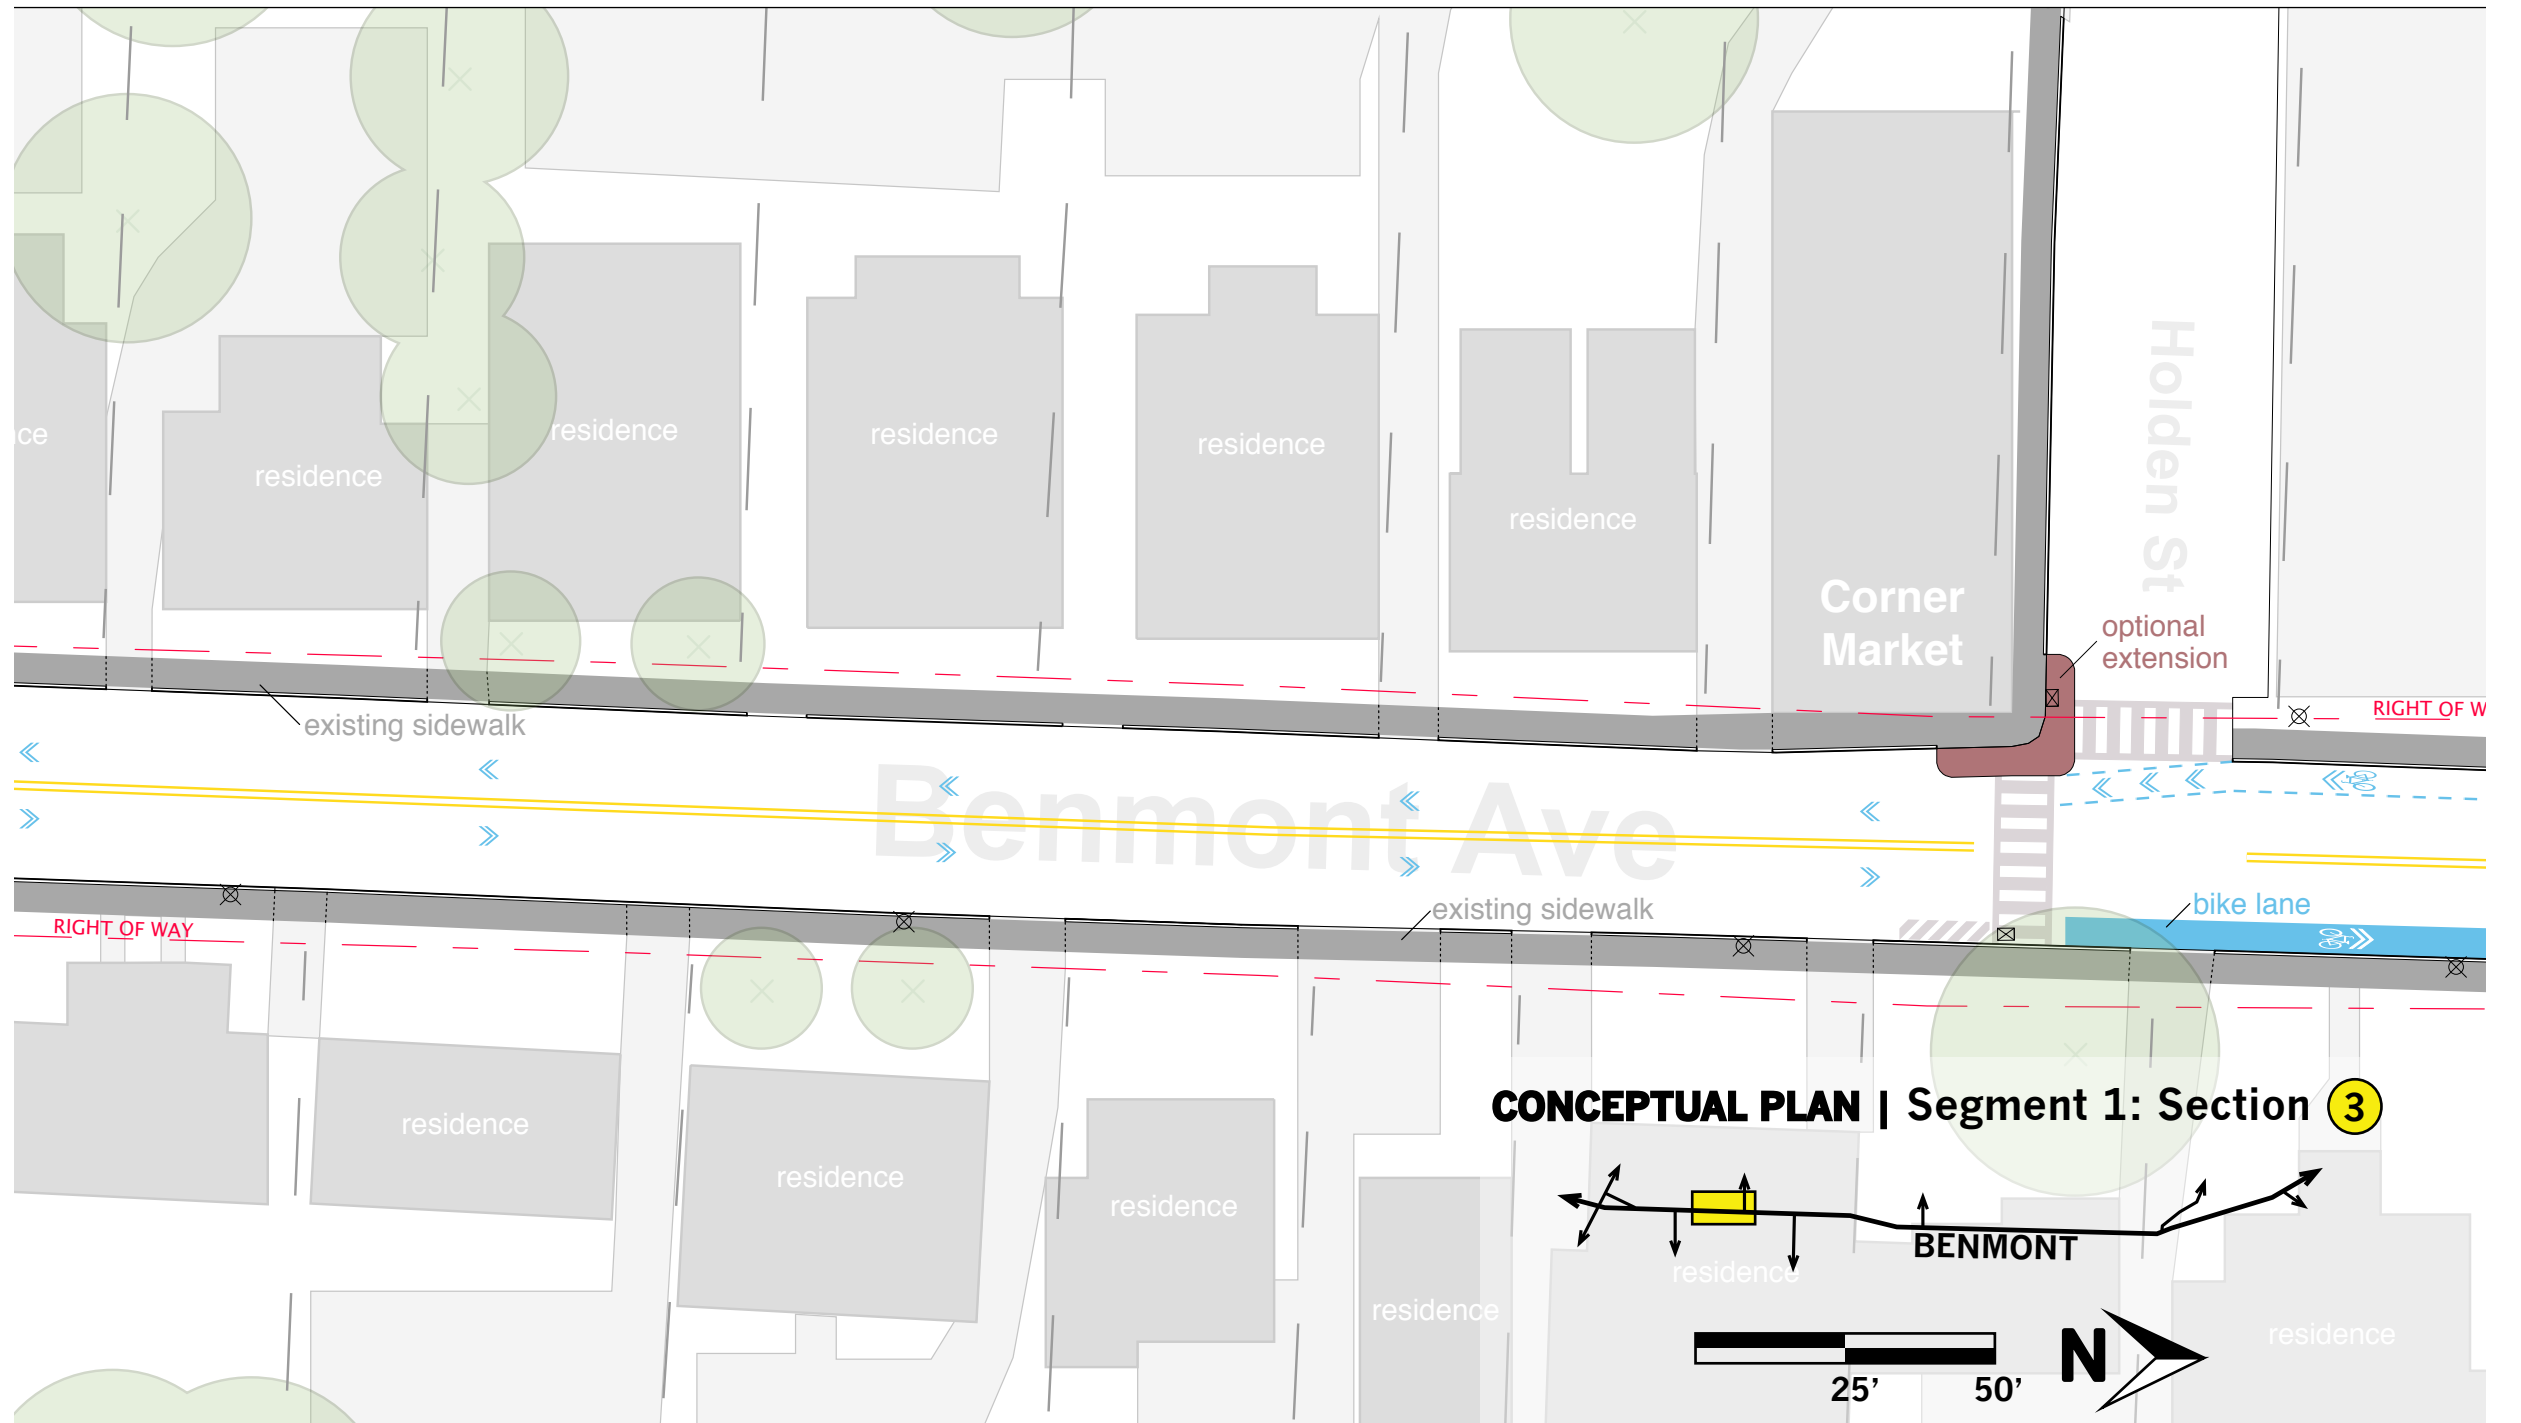 Holden St
nce
residence
residence
residence
residence
residence
residence
Corner
Market
optional
extension
RIGHT OF W
existing sidewalk
Benmont Ave
existing sidewalk
bike lane
RIGHT OF WAY
residence
residence
residence
residence
residence
residence
CONCEPTUAL PLAN | Segment 1: Section 3
BENMONT
25’ 50’
N